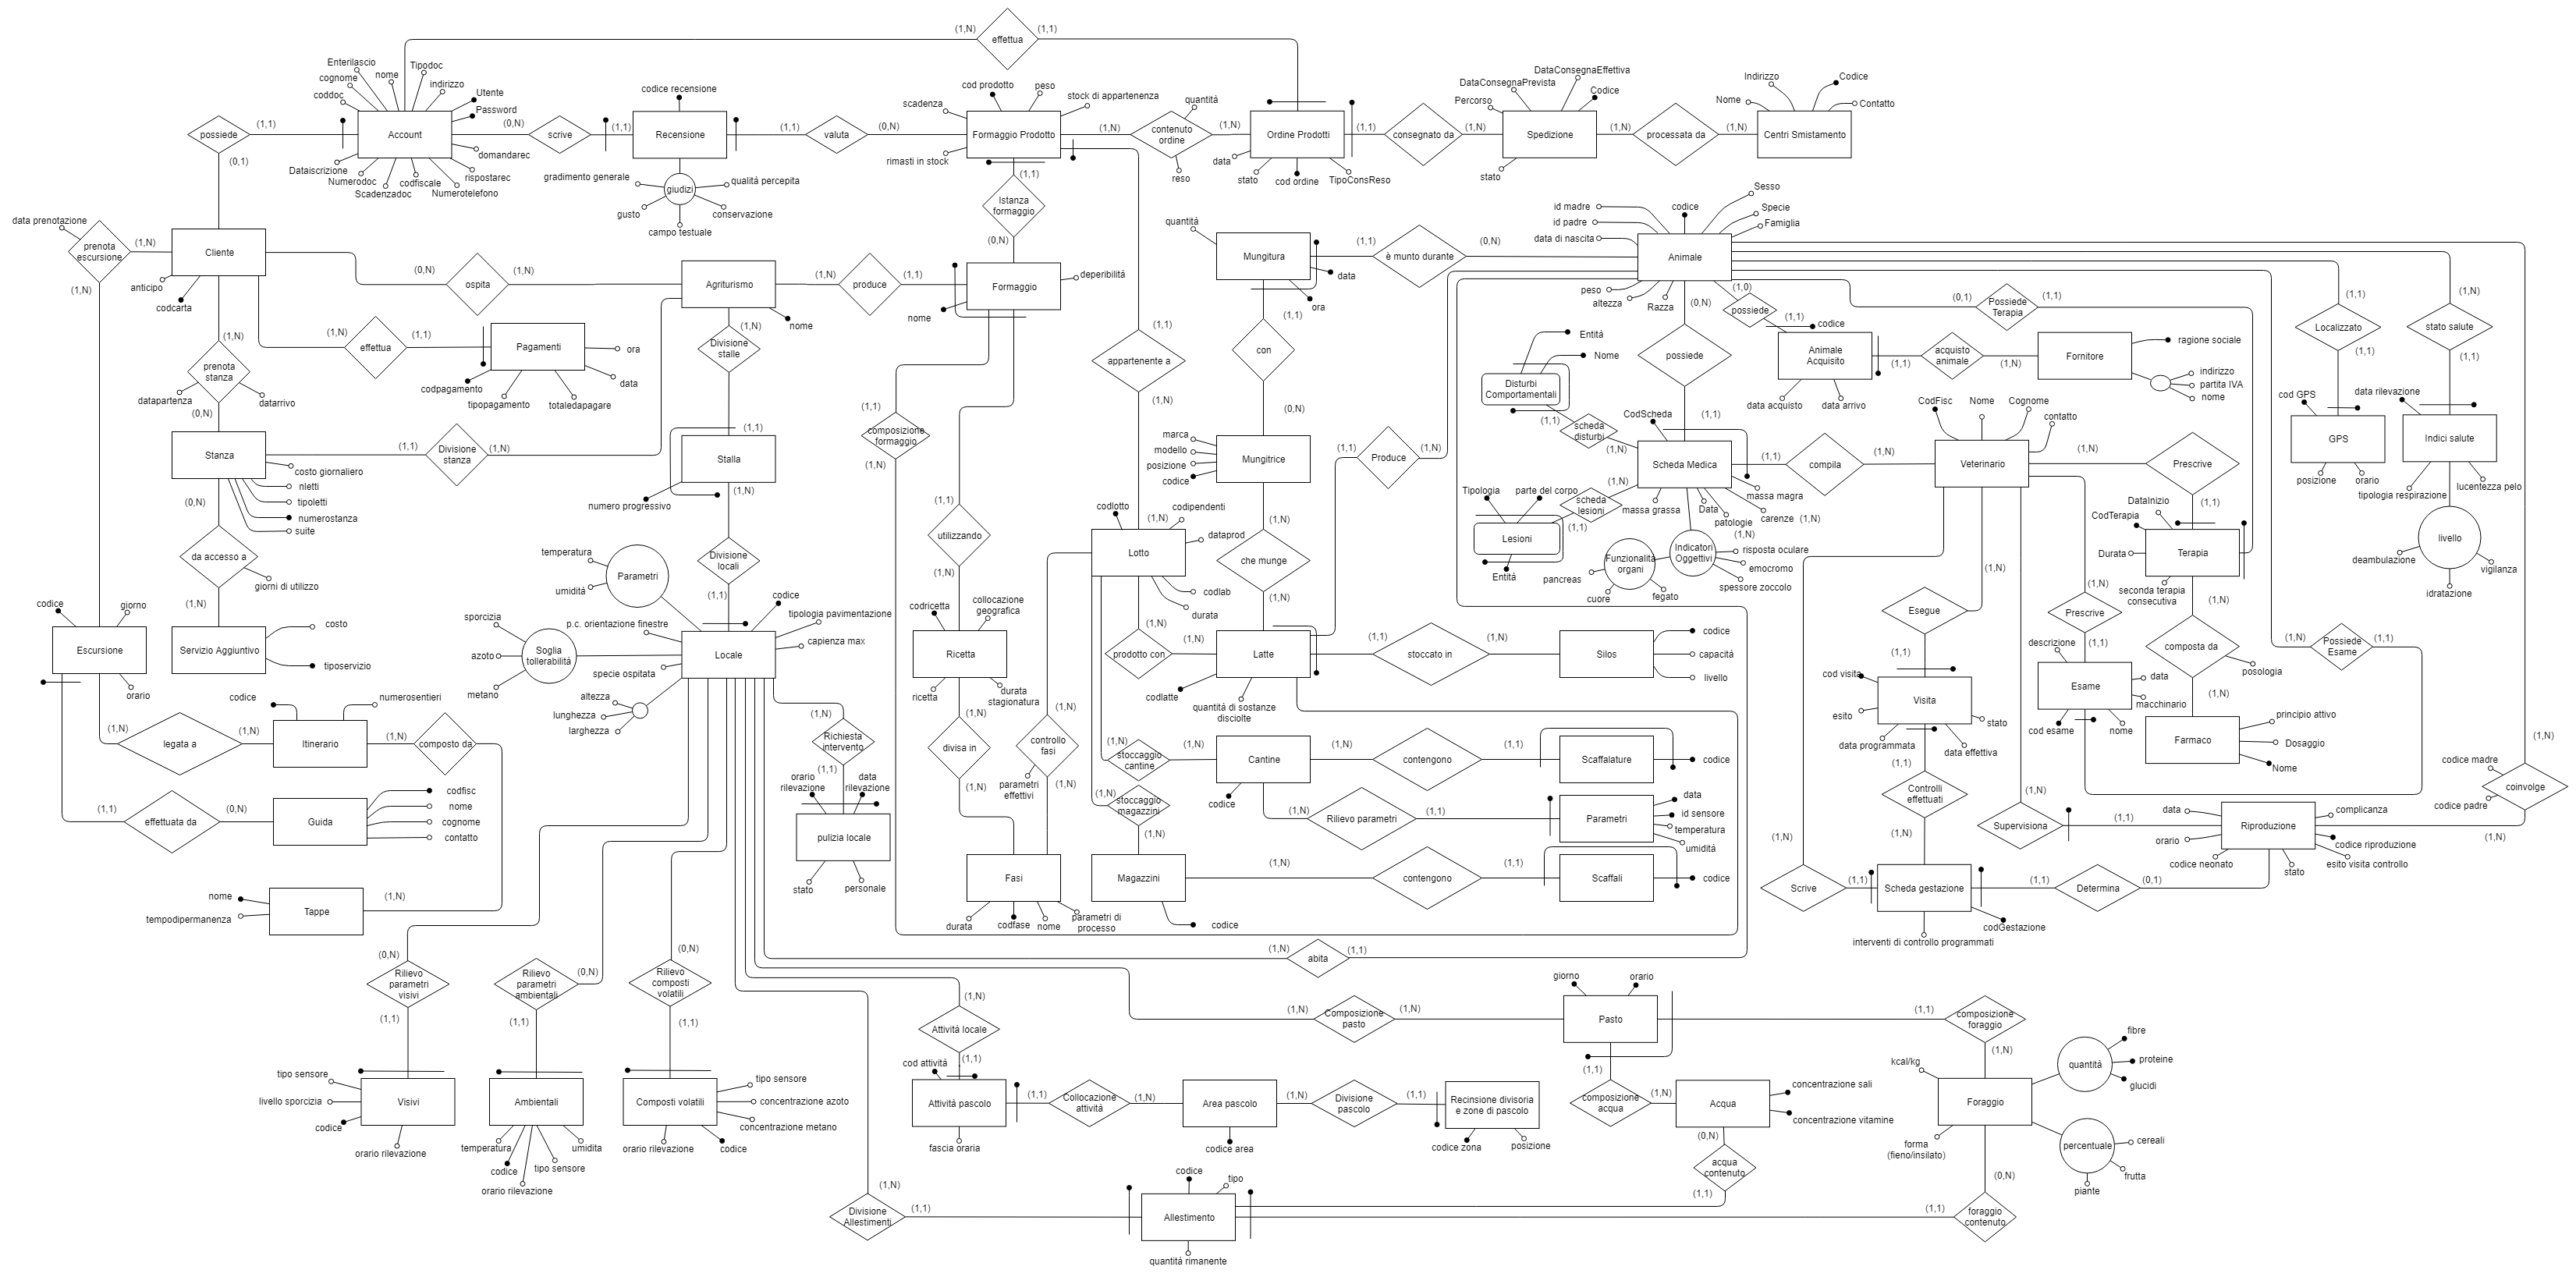 effettua
(1,N)
(1,1)
Enterilascio
Tipodoc
cognome
nome
indirizzo
coddoc
Utente
Password
Account
domandarec
rispostarec
Dataiscrizione
Numerodoc
Scadenzadoc
codfiscale
Numerotelefono
possiede
(1,1)
(0,1)
(0,N)
scrive
(1,1)
codice recensione
Recensione
gradimento generale
giudizi
qualità percepita
gusto
conservazione
campo testuale
(1,1)
valuta
(0,N)
cod prodotto
peso
scadenza
stock di appartenenza
Formaggio Prodotto
rimasti in stock
(1,N)
quantità
contenuto
ordine
reso
(1,N)
Ordine Prodotti
data
stato
cod ordine
TipoConsReso
(1,1)
consegnato da
(1,N)
DataConsegnaEffettiva
DataConsegnaPrevista
Percorso
Codice
Spedizione
stato
(1,N)
processata da
(1,N)
Indirizzo
Codice
Nome
Contatto
Centri Smistamento
data prenotazione
prenota
escursione
(1,N)
(1,N)
Cliente
anticipo
codcarta
(0,N)
ospita
(1,N)
Agriturismo
nome
(1,N)
produce
(1,1)
(1,1)
Istanza
formaggio
(0,N)
Formaggio
deperibilità
nome
(1,N)
effettua
(1,1)
Pagamenti
ora
data
codpagamento
tipopagamento
totaledapagare
(1,N)
prenota
stanza
datapartenza
datarrivo
(0,N)
Stanza
costo giornaliero
nletti
tipoletti
numerostanza
suite
(1,1)
Divisione
stanza
(1,N)
(0,N)
da accesso a
giorni di utilizzo
(1,N)
Servizio Aggiuntivo
costo
tiposervizio
(1,N)
Divisione
stalle
(1,1)
Stalla
numero progressivo
(1,N)
Divisione
locali
(1,1)
quantità
Mungitura
data
ora
(1,1)
è munto durante
(0,N)
(1,1)
con
(0,N)
marca
modello
posizione
codice
Mungitrice
(1,N)
che munge
(1,N)
(1,1)
appartenente a
(1,N)
id madre
id padre
data di nascita
codice
Sesso
Specie
Famiglia
Animale
peso
altezza
Razza
(0,N)
possiede
(1,1)
(1,0)
possiede
(1,1)
codice
Animale
Acquisito
data acquisto
data arrivo
(1,1)
acquisto
animale
(1,N)
Fornitore
ragione sociale
indirizzo
partita IVA
nome
(0,1)
Possiede
Terapia
(1,1)
(1,1)
Localizzato
(1,1)
cod GPS
GPS
posizione
orario
(1,N)
stato salute
(1,1)
data rilevazione
Indici salute
tipologia respirazione
lucentezza pelo
livello
deambulazione
vigilanza
idratazione
Entità
Nome
Disturbi
Comportamentali
(1,1)
scheda
disturbi
(1,N)
CodScheda
Scheda Medica
(1,N)
scheda
lesioni
(1,1)
Tipologia
parte del corpo
Lesioni
Entità
massa grassa
Data
patologie
massa magra
carenze
(1,N)
(1,N)
Funzionalità
organi
pancreas
cuore
fegato
Indicatori
Oggettivi
risposta oculare
emocromo
spessore zoccolo
(1,1)
compila
(1,N)
CodFisc
Nome
Cognome
contatto
Veterinario
(1,N)
Prescrive
(1,1)
DataInizio
CodTerapia
Durata
Terapia
seconda terapia
consecutiva
(1,N)
composta da
posologia
(1,N)
Farmaco
principio attivo
Dosaggio
Nome
(1,N)
Prescrive
(1,1)
descrizione
Esame
data
macchinario
cod esame
nome
(1,N)
Possiede
Esame
(1,1)
(1,N)
Esegue
(1,1)
cod visita
esito
Visita
stato
data programmata
data effettiva
(1,1)
Controlli
effettuati
(1,N)
(1,N)
Supervisiona
(1,1)
Riproduzione
data
orario
complicanza
codice riproduzione
esito visita controllo
codice neonato
stato
(1,N)
codice madre
coinvolge
codice padre
(1,N)
(1,N)
Scrive
(1,1)
Scheda gestazione
codGestazione
interventi di controllo programmati
(1,1)
Determina
(0,1)
(1,1)
Produce
(1,N)
(1,1)
composizione
formaggio
(1,N)
(1,1)
utilizzando
(1,N)
codricetta
collocazione
geografica
Ricetta
ricetta
durata
stagionatura
(1,N)
divisa in
(1,N)
codlotto
codipendenti
(1,N)
Lotto
dataprod
codlab
durata
(1,N)
(1,N)
controllo
fasi
parametri
effettivi
(1,N)
(1,N)
prodotto con
(1,N)
Latte
codlatte
quantità di sostanze
disciolte
(1,1)
stoccato in
(1,N)
Silos
codice
capacità
livello
(1,N)
stoccaggio
cantine
(1,N)
Cantine
codice
(1,N)
contengono
(1,1)
Scaffalature
codice
stoccaggio
magazzini
(1,N)
(1,N)
Rilievo parametri
(1,1)
Parametri
data
id sensore
temperatura
umidità
Magazzini
codice
(1,N)
contengono
(1,1)
Scaffali
codice
Fasi
durata
codfase
nome
parametri di
processo
temperatura
Parametri
umidità
codice
tipologia pavimentazione
capienza max
p.c. orientazione finestre
Locale
specie ospitata
sporcizia
azoto
metano
Soglia
tollerabilità
altezza
lunghezza
larghezza
(1,N)
Richiesta
intervento
(1,1)
orario
rilevazione
data
rilevazione
pulizia locale
stato
personale
codice
giorno
Escursione
orario
(1,N)
legata a
(1,N)
codice
numerosentieri
Itinerario
(1,N)
composto da
(1,N)
(1,1)
effettuata da
(0,N)
Guida
codfisc
nome
cognome
contatto
nome
tempodipermanenza
Tappe
(0,N)
Rilievo
parametri
visivi
(1,1)
tipo sensore
livello sporcizia
codice
Visivi
orario rilevazione
Rilievo
parametri
ambientali
(0,N)
(1,1)
Ambientali
temperatura
codice
orario rilevazione
tipo sensore
umidita
(0,N)
Rilievo
composti
volatili
(1,1)
Composti volatili
tipo sensore
concentrazione azoto
concentrazione metano
orario rilevazione
codice
(1,N)
abita
(1,1)
(1,N)
Attività locale
(1,1)
cod attività
Attività pascolo
fascia oraria
(1,1)
Collocazione
attività
(1,N)
Area pascolo
codice area
(1,N)
Divisione
pascolo
(1,1)
Recinsione divisoria
e zone di pascolo
codice zona
posizione
(1,N)
Composizione
pasto
(1,N)
giorno
orario
Pasto
(1,1)
composizione
foraggio
(1,N)
(1,1)
composizione
acqua
(1,N)
Acqua
concentrazione sali
concentrazione vitamine
(0,N)
acqua
contenuto
(1,1)
kcal/kg
Foraggio
forma
(fieno/insilato)
quantità
fibre
proteine
glucidi
percentuale
cereali
frutta
piante
(0,N)
foraggio
contenuto
(1,1)
(1,N)
Divisione
Allestimenti
(1,1)
codice
tipo
Allestimento
quantità rimanente